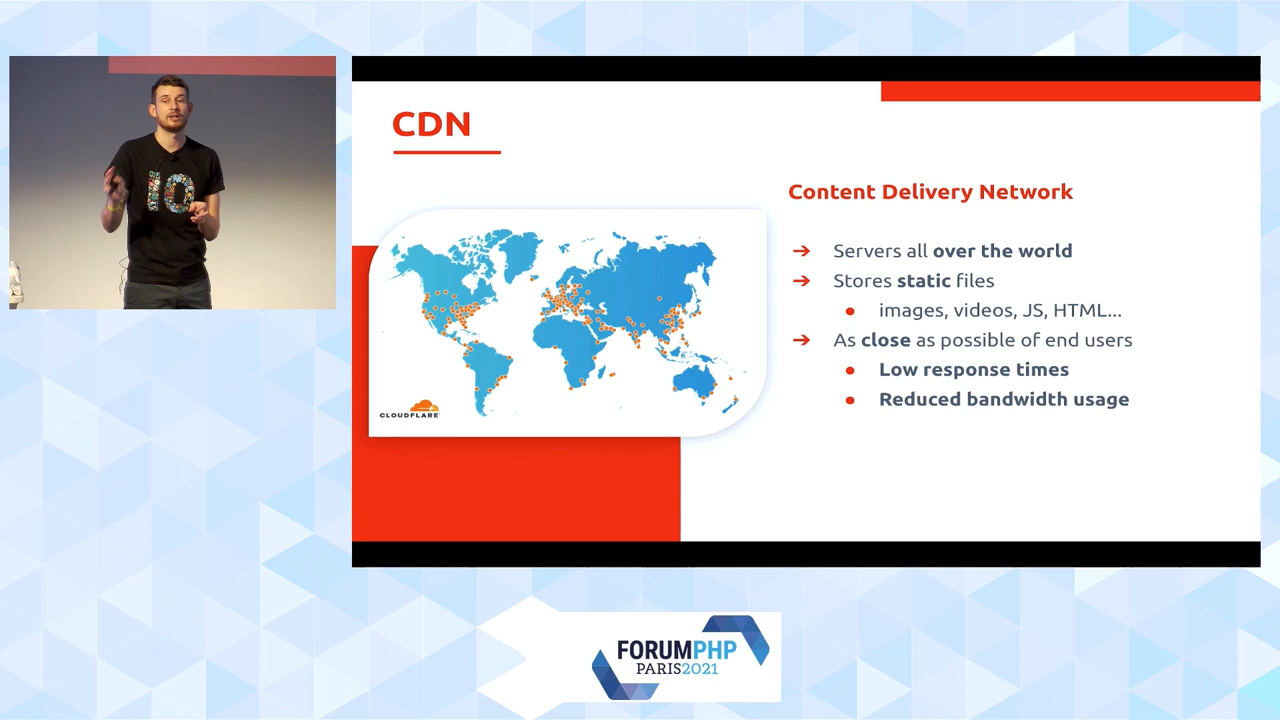 IO
CDN
Content Delivery Network
➔ Servers all over the world
➔ Stores static files
● images, videos, JS, HTML...
➔ As close as possible of end users
● Low response times
● Reduced bandwidth usage
CLOUDFLARE
FORUMPHP
PARIS2021